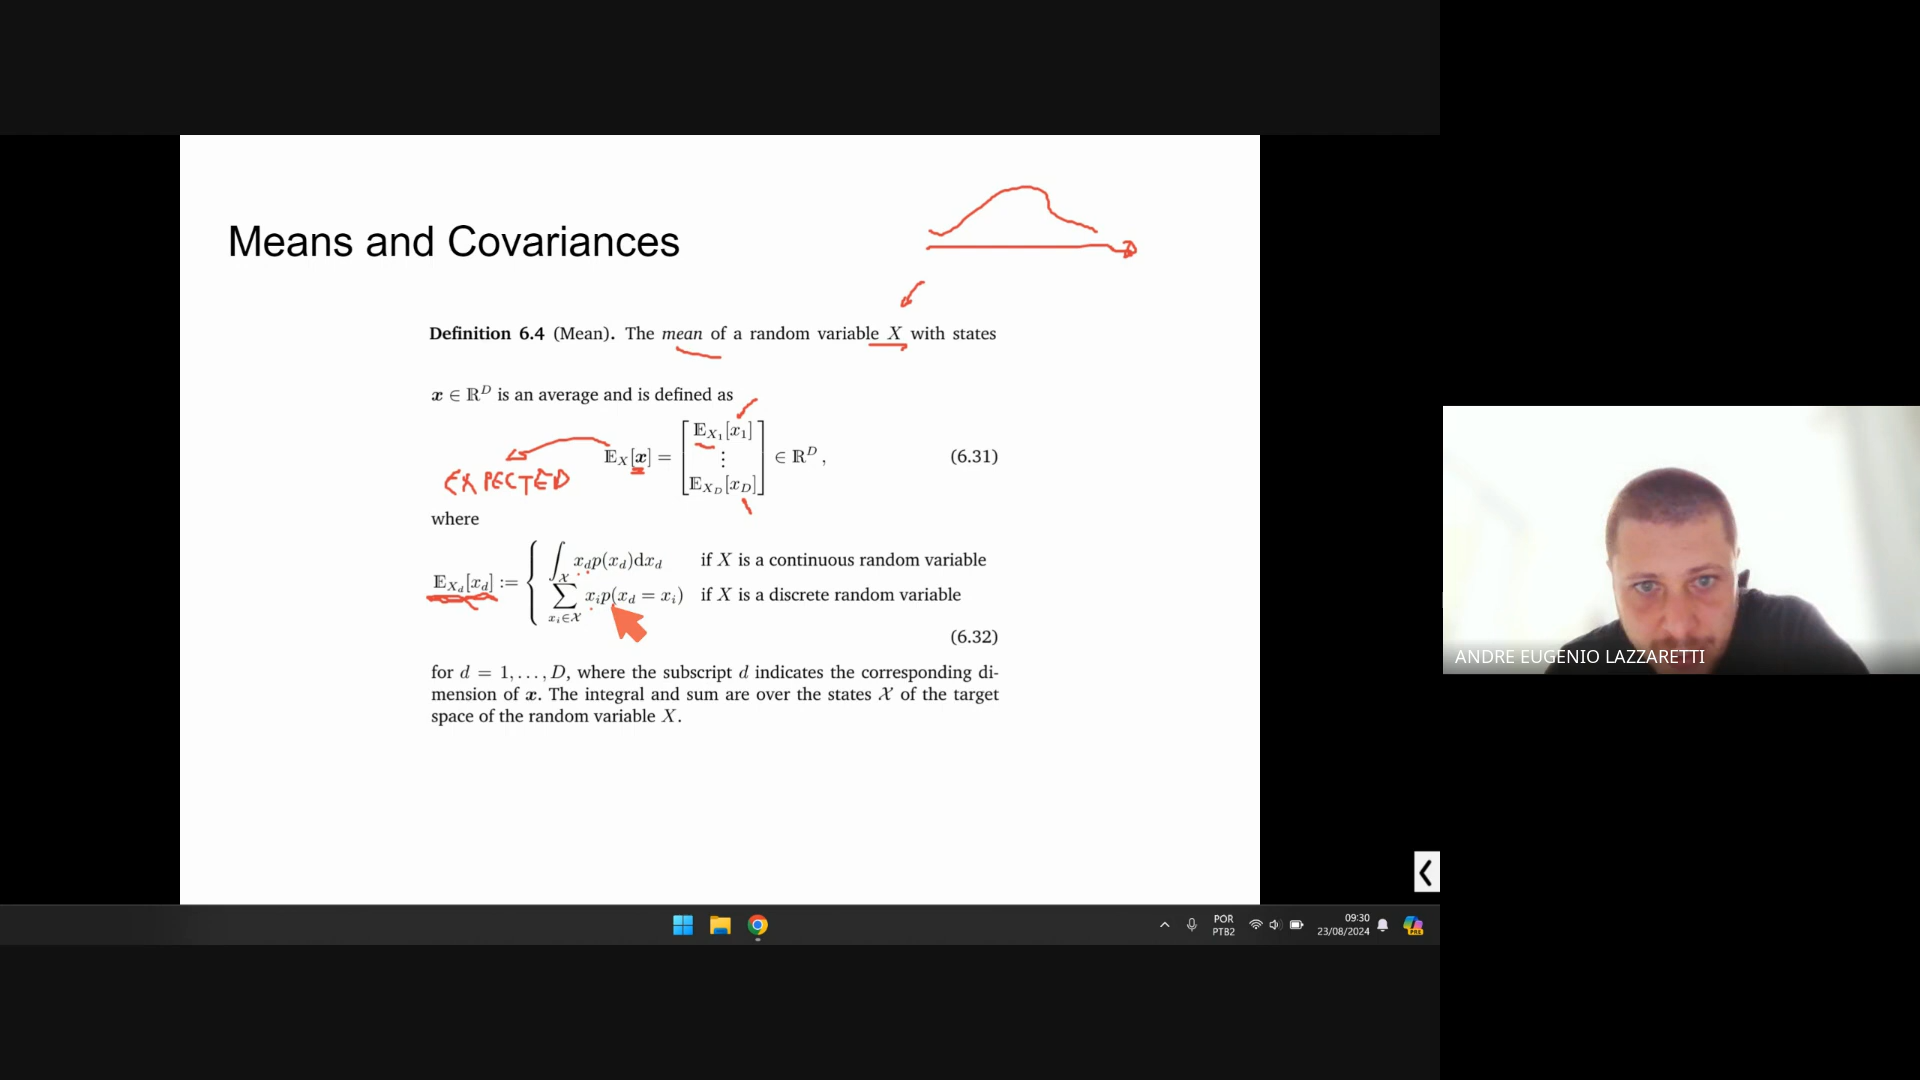 Means and Covariances
Definition 6.4 (Mean). The mean of a random variable X with states
x ∈ ℝ^D is an average and is defined as
𝔼_X[x] = [𝔼_{X_1}[x_1] ⋮ 𝔼_{X_D}[x_D]] ∈ ℝ^D , (6.31)
EXPECTED
where
𝔼_{X_d}[x_d] := { ∫_𝒳 x_d p(x_d)dx_d if X is a continuous random variable
∑_{x_i∈𝒳} x_i p(x_d = x_i) if X is a discrete random variable
(6.32)
for d = 1, . . . , D, where the subscript d indicates the corresponding di-
mension of x. The integral and sum are over the states 𝒳 of the target
space of the random variable X.
ANDRE EUGENIO LAZZARETTI
POR
PTB2
09:30
23/08/2024
PRE